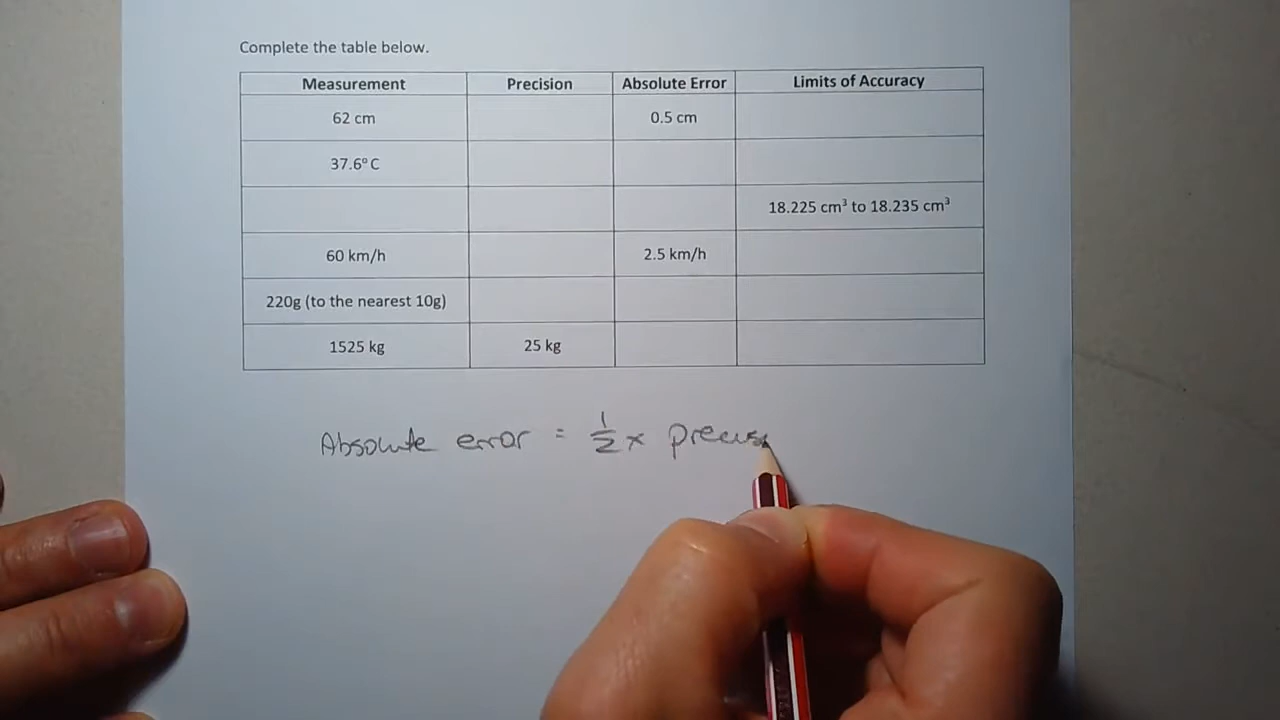 Complete the table below.
Measurement Precision Absolute Error Limits of Accuracy
62 cm 0.5 cm
37.6°C
18.225 cm³ to 18.235 cm³
60 km/h 2.5 km/h
220g (to the nearest 10g)
1525 kg 25 kg
Absolute error = 1/2 × precis